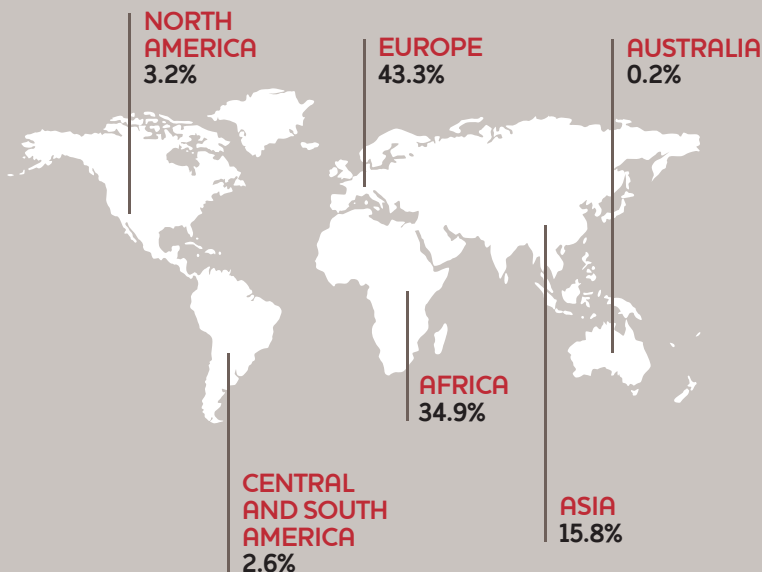 NORTH
AMERICA
3.2%
EUROPE
43.3%
AUSTRALIA
0.2%
AFRICA
34.9%
CENTRAL
AND SOUTH
AMERICA
2.6%
ASIA
15.8%